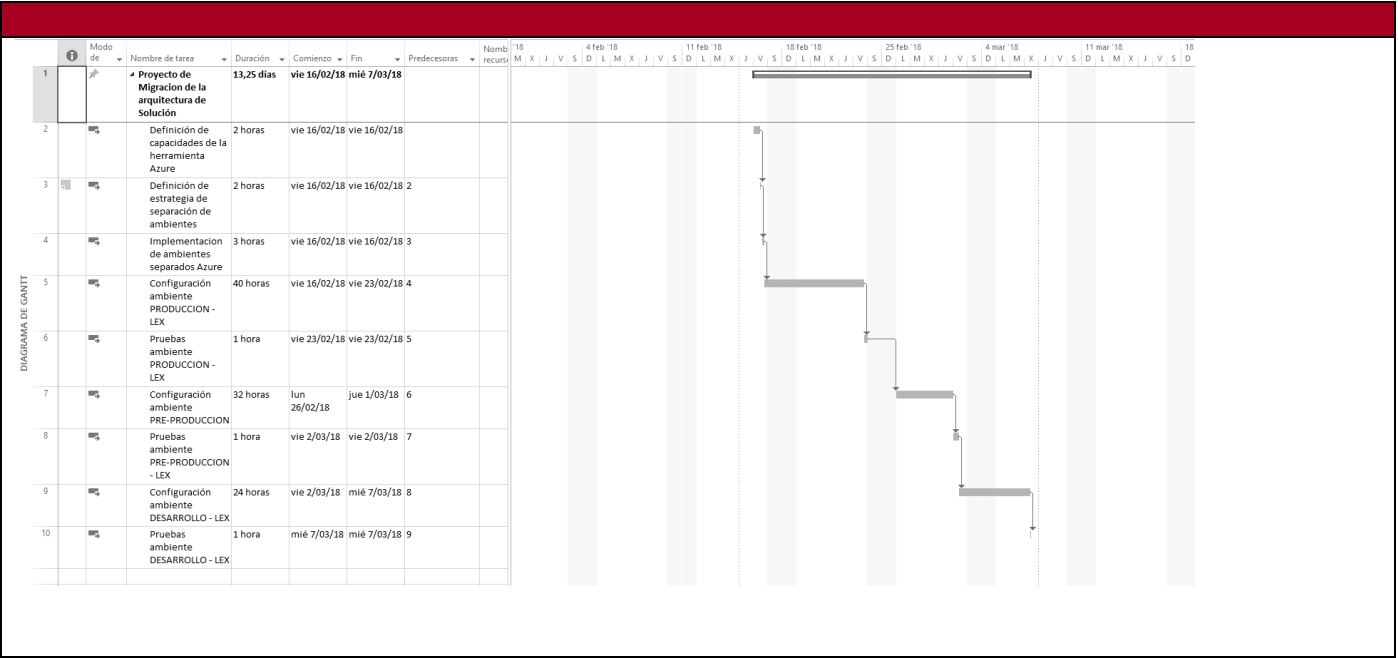 Modo de
Nombre de tarea
Duración
Comienzo
Fin
Predecesoras
Nomb
recurs
'18
4 feb '18
11 feb '18
18 feb '18
25 feb '18
4 mar '18
11 mar '18
18
M X J V S D L M X J V S D L M X J V S D L M X J V S D L M X J V S D L M X J V S D L M X J V S D
1 Proyecto de 13,25 días vie 16/02/18 mié 7/03/18
Migracion de la
arquitectura de
Solución
2 Definición de 2 horas vie 16/02/18 vie 16/02/18
capacidades de la
herramienta
Azure
3 Definición de 2 horas vie 16/02/18 vie 16/02/18 2
estrategia de
separación de
ambientes
4 Implementacion 3 horas vie 16/02/18 vie 16/02/18 3
de ambientes
separados Azure
5 Configuración 40 horas vie 16/02/18 vie 23/02/18 4
ambiente
PRODUCCION -
LEX
6 Pruebas 1 hora vie 23/02/18 vie 23/02/18 5
ambiente
PRODUCCION -
LEX
7 Configuración 32 horas lun jue 1/03/18 6
ambiente 26/02/18
PRE-PRODUCCION
8 Pruebas 1 hora vie 2/03/18 vie 2/03/18 7
ambiente
PRE-PRODUCCION
- LEX
9 Configuración 24 horas vie 2/03/18 mié 7/03/18 8
ambiente
DESARROLLO - LEX
10 Pruebas 1 hora mié 7/03/18 mié 7/03/18 9
ambiente
DESARROLLO - LEX
DIAGRAMA DE GANTT